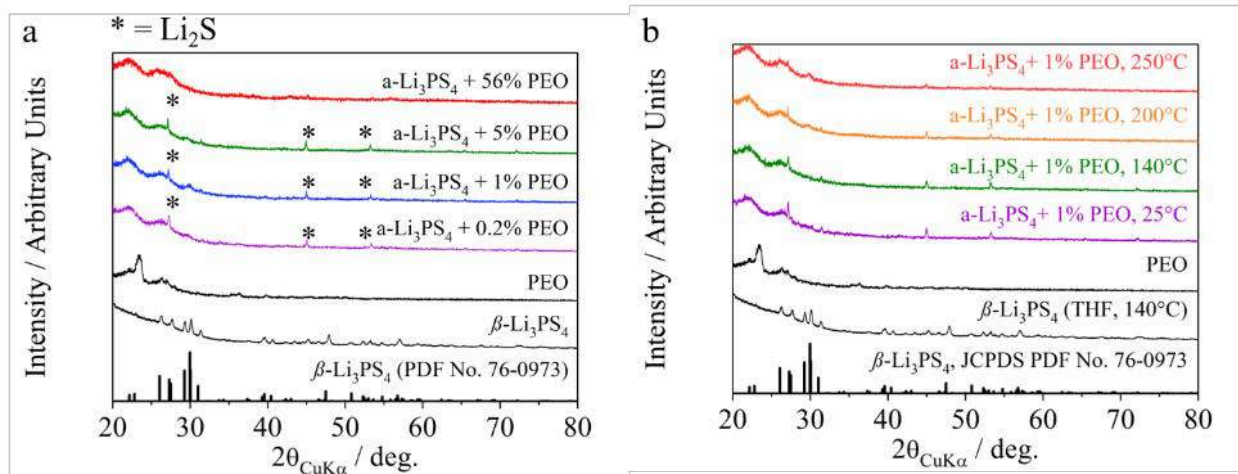 a
* = Li₂S
Intensity / Arbitrary Units
a-Li₃PS₄ + 56% PEO
*
a-Li₃PS₄ + 5% PEO
* *
*
a-Li₃PS₄ + 1% PEO
* *
*
a-Li₃PS₄ + 0.2% PEO
* *
PEO
β-Li₃PS₄
β-Li₃PS₄ (PDF No. 76-0973)
20 30 40 50 60 70 80
2θCuKα / deg.
b
Intensity / Arbitrary Units
a-Li₃PS₄+ 1% PEO, 250°C
a-Li₃PS₄+ 1% PEO, 200°C
a-Li₃PS₄+ 1% PEO, 140°C
a-Li₃PS₄+ 1% PEO, 25°C
PEO
β-Li₃PS₄ (THF, 140°C)
β-Li₃PS₄, JCPDS PDF No. 76-0973
20 30 40 50 60 70 80
2θCuKα / deg.